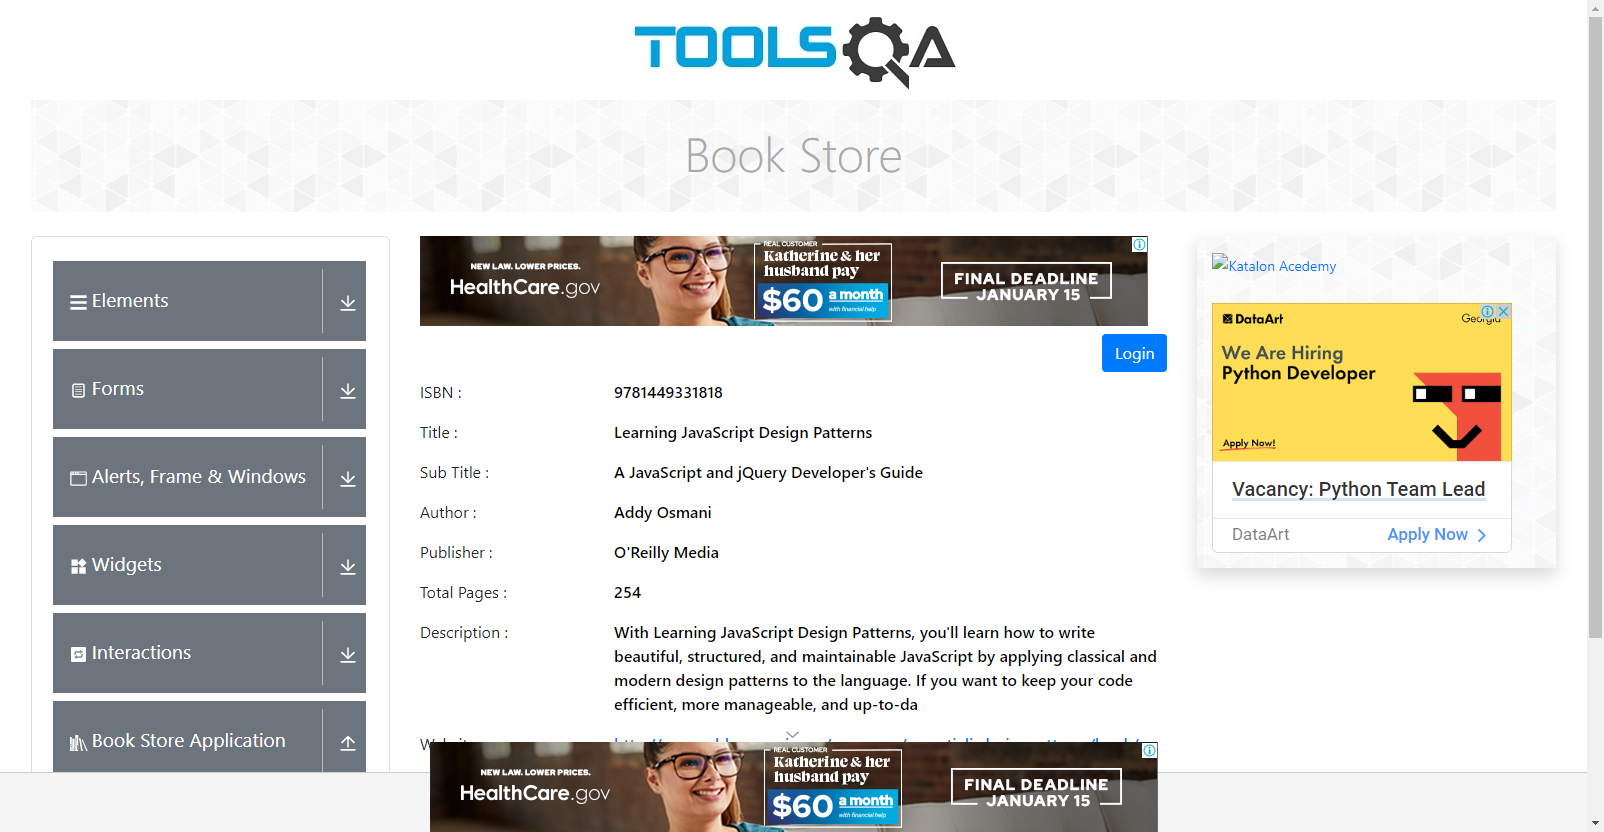 TOOLSQA
Book Store
Elements
Forms
Alerts, Frame & Windows
Widgets
Interactions
Book Store Application
NEW LAW. LOWER PRICES.
HealthCare.gov
REAL CUSTOMER
Katherine & her
husband pay
$60 a month
with financial help
FINAL DEADLINE
JANUARY 15
Login
ISBN :
9781449331818
Title :
Learning JavaScript Design Patterns
Sub Title :
A JavaScript and jQuery Developer's Guide
Author :
Addy Osmani
Publisher :
O'Reilly Media
Total Pages :
254
Description :
With Learning JavaScript Design Patterns, you'll learn how to write
beautiful, structured, and maintainable JavaScript by applying classical and
modern design patterns to the language. If you want to keep your code
efficient, more manageable, and up-to-da
Katalon Acedemy
DataArt
Georgia
We Are Hiring
Python Developer
Apply Now!
Vacancy: Python Team Lead
DataArt
Apply Now
NEW LAW. LOWER PRICES.
HealthCare.gov
REAL CUSTOMER
Katherine & her
husband pay
$60 a month
with financial help
FINAL DEADLINE
JANUARY 15